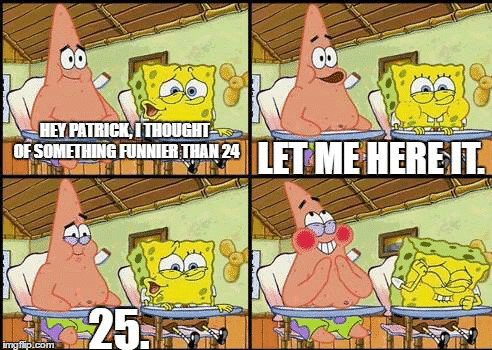 HEY PATRICK, I THOUGHT
OF SOMETHING FUNNIER THAN 24
LET ME HERE IT.
25.
imgflip.com